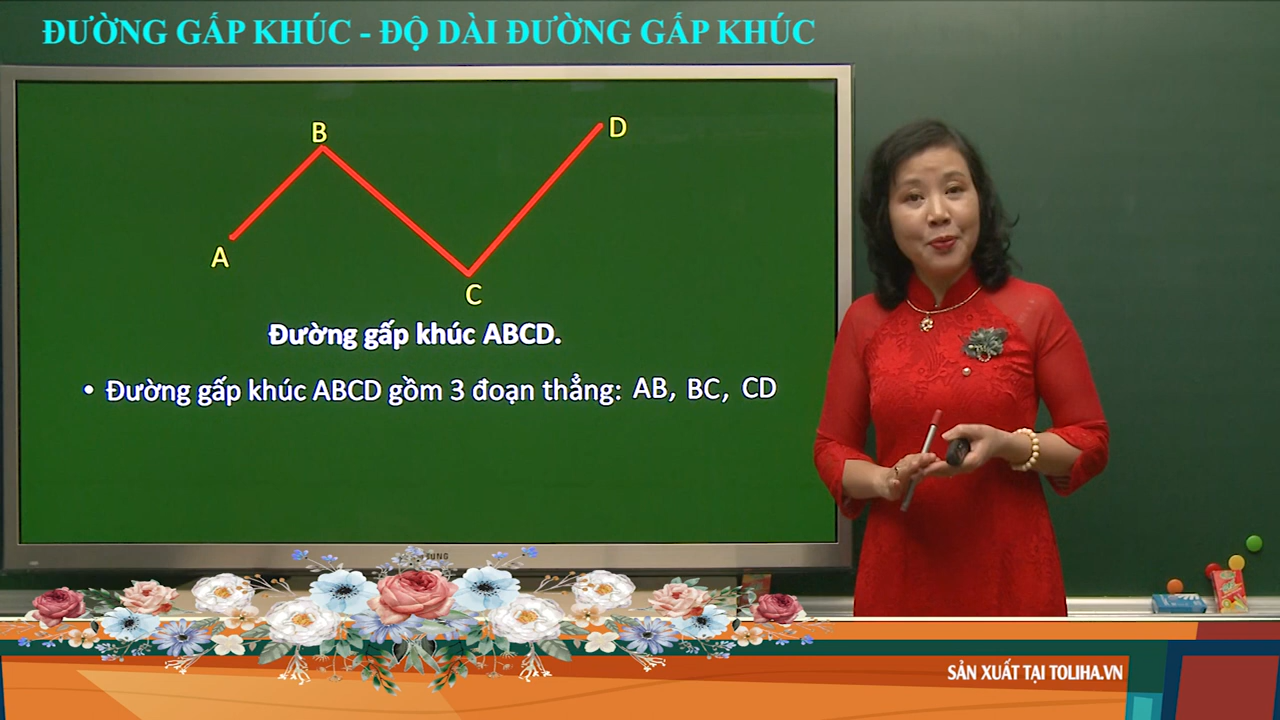 ĐƯỜNG GẤP KHÚC - ĐỘ DÀI ĐƯỜNG GẤP KHÚC
B
D
A
C
Đường gấp khúc ABCD.
• Đường gấp khúc ABCD gồm 3 đoạn thẳng: AB, BC, CD
SẢN XUẤT TẠI TOLIHA.VN